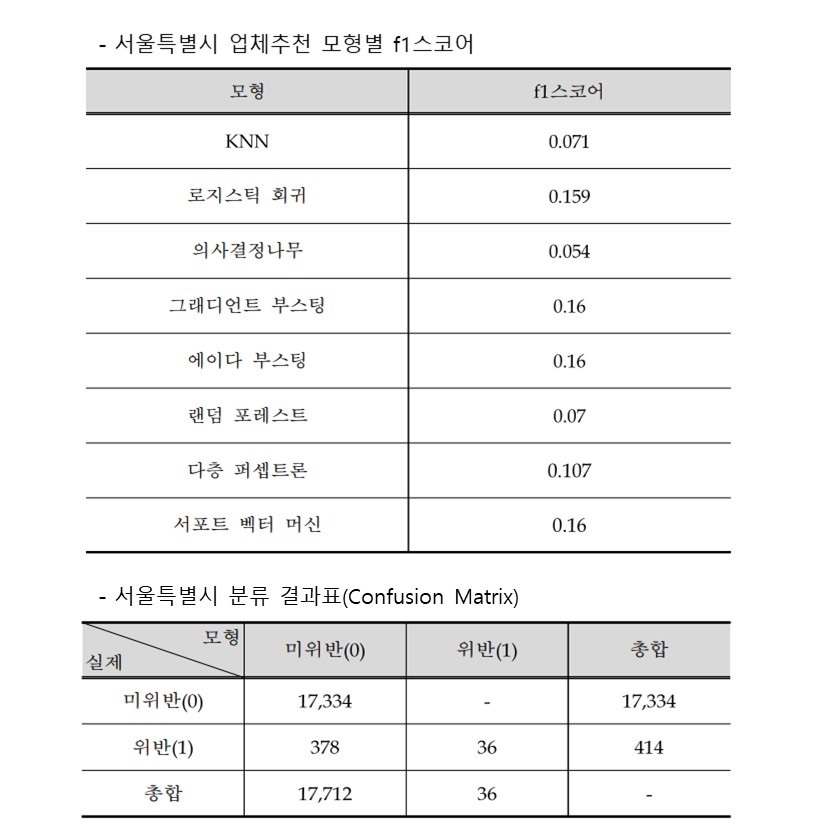 - 서울특별시 업체추천 모형별 f1스코어
모형 f1스코어
KNN 0.071
로지스틱 회귀 0.159
의사결정나무 0.054
그래디언트 부스팅 0.16
에이다 부스팅 0.16
랜덤 포레스트 0.07
다층 퍼셉트론 0.107
서포트 벡터 머신 0.16
- 서울특별시 분류 결과표(Confusion Matrix)
모형
실제 미위반(0) 위반(1) 총합
미위반(0) 17,334 - 17,334
위반(1) 378 36 414
총합 17,712 36 -